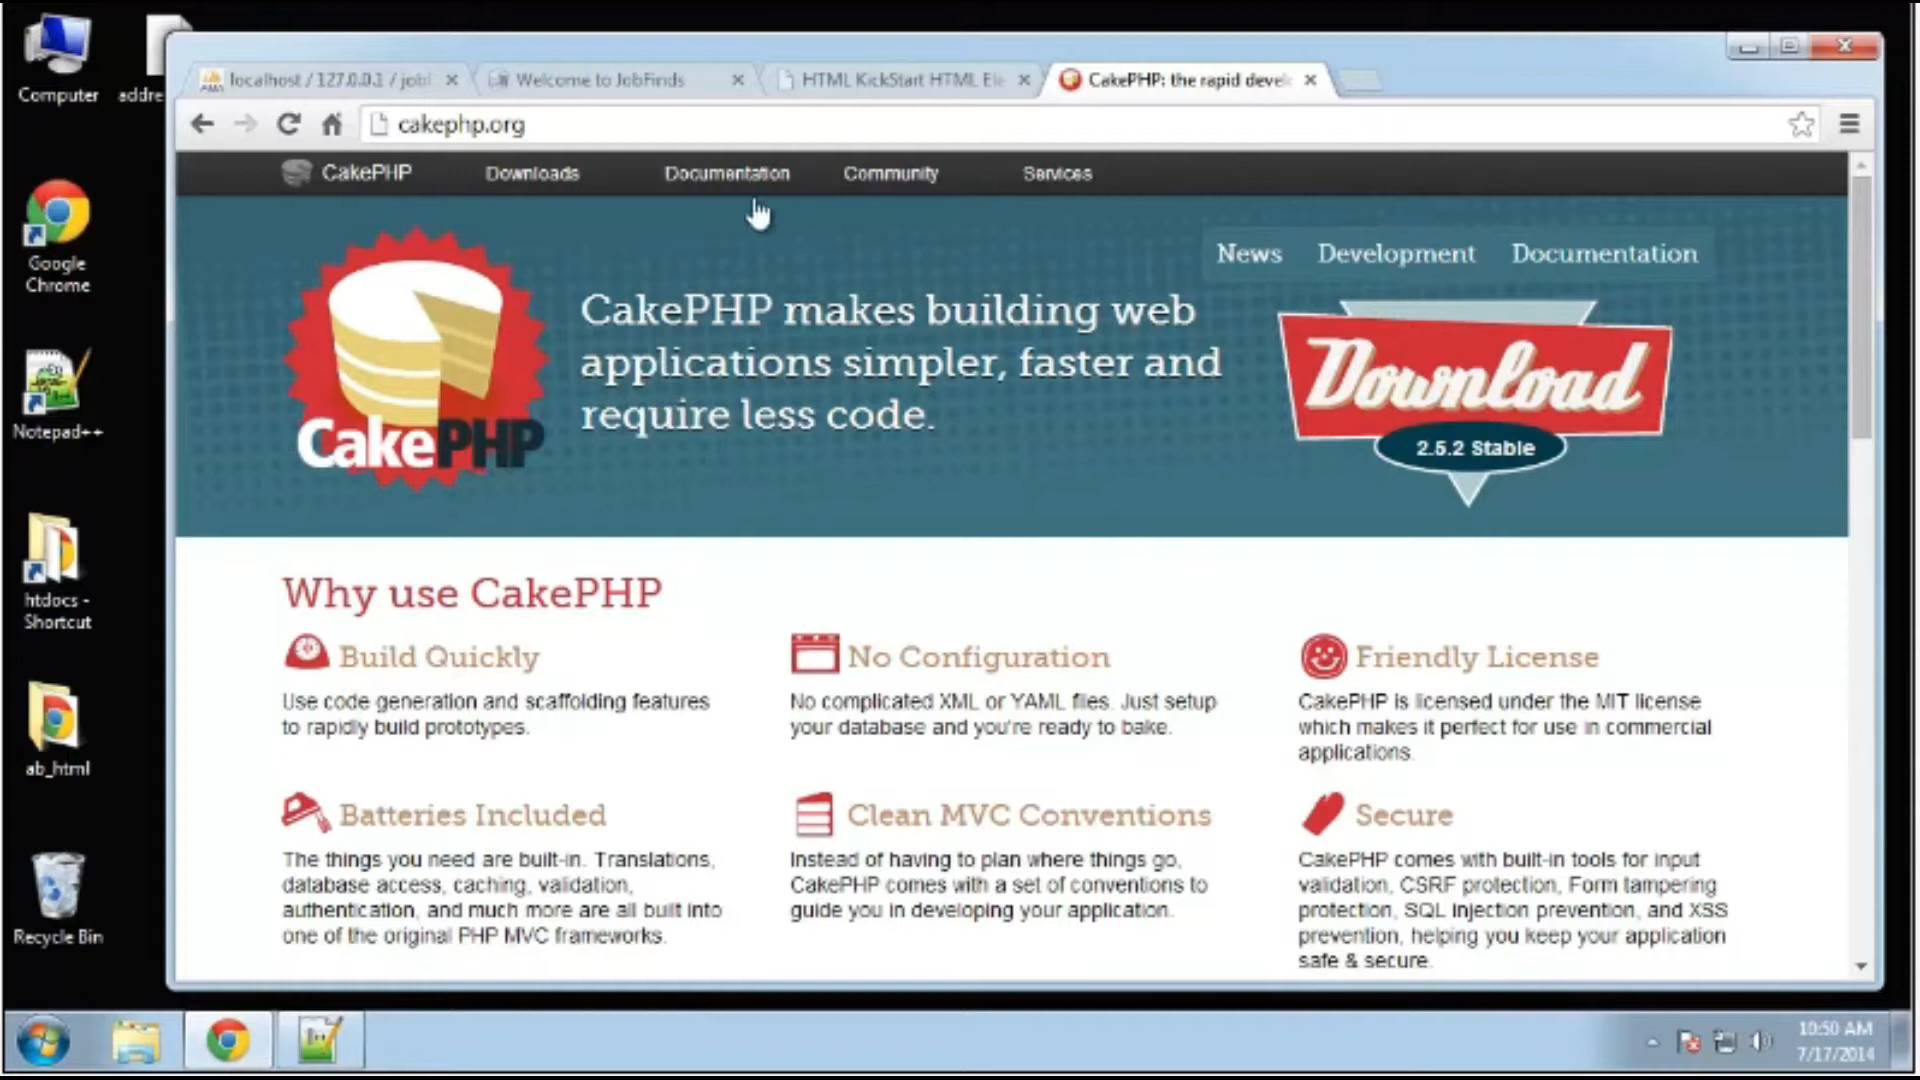 Computer
addre
localhost / 127.0.0.1 / jobf
Welcome to JobFinds
HTML KickStart HTML Ele
CakePHP: the rapid devel
cakephp.org
CakePHP
Downloads
Documentation
Community
Services
Google
Chrome
News
Development
Documentation
CakePHP makes building web
applications simpler, faster and
require less code.
Download
2.5.2 Stable
CakePHP
Notepad++
htdocs -
Shortcut
ab_html
Recycle Bin
Why use CakePHP
Build Quickly
Use code generation and scaffolding features
to rapidly build prototypes.
No Configuration
No complicated XML or YAML files. Just setup
your database and you're ready to bake.
Friendly License
CakePHP is licensed under the MIT license
which makes it perfect for use in commercial
applications.
Batteries Included
The things you need are built-in. Translations,
database access, caching, validation,
authentication, and much more are all built into
one of the original PHP MVC frameworks.
Clean MVC Conventions
Instead of having to plan where things go,
CakePHP comes with a set of conventions to
guide you in developing your application.
Secure
CakePHP comes with built-in tools for input
validation, CSRF protection, Form tampering
protection, SQL injection prevention, and XSS
prevention, helping you keep your application
safe & secure.
10:50 AM
7/17/2014